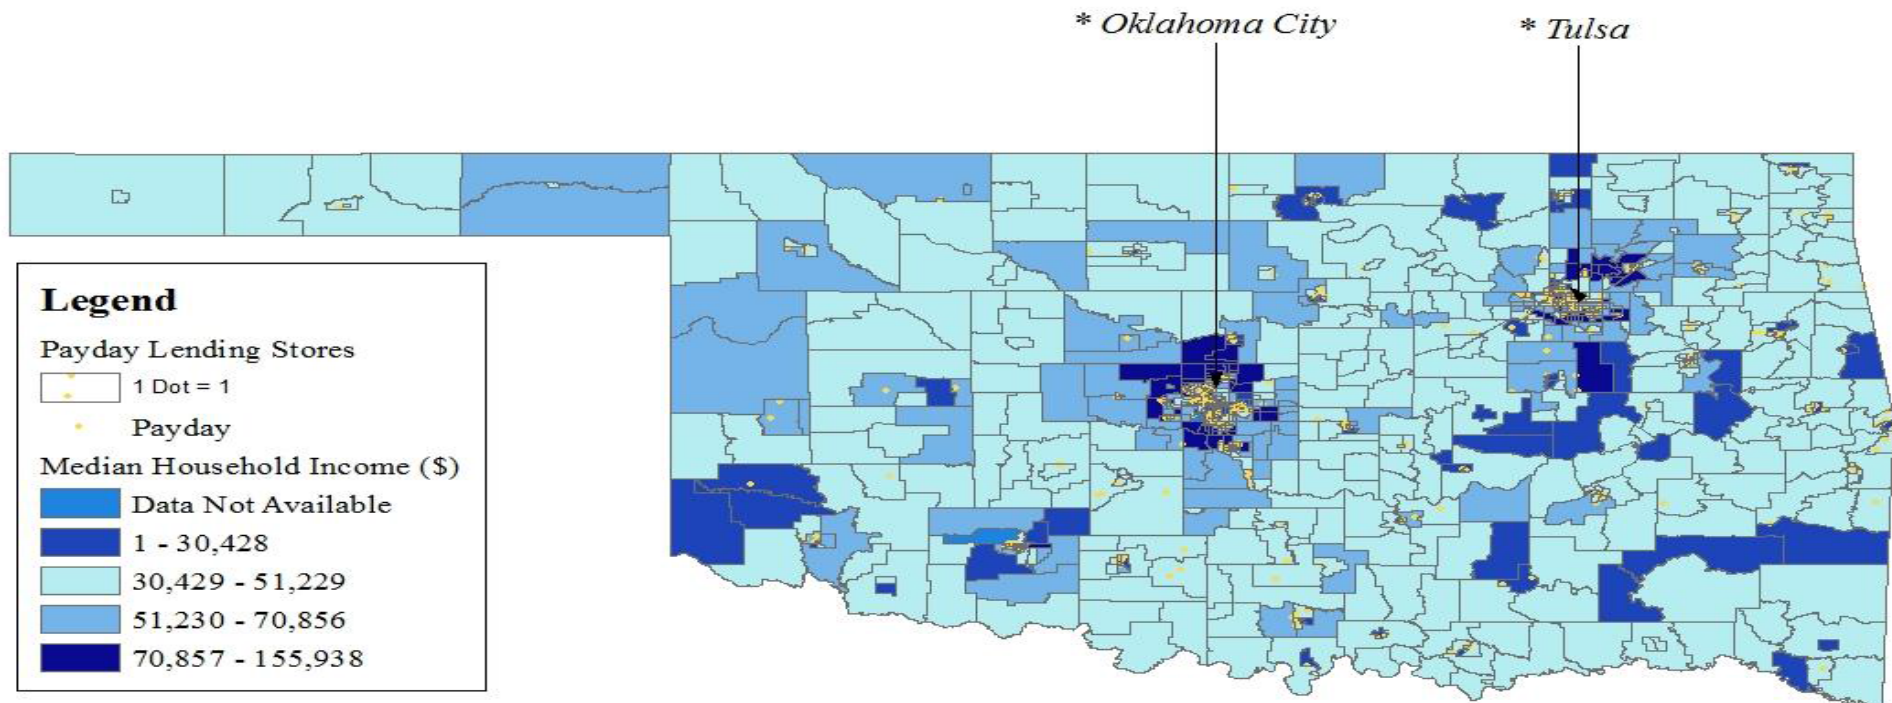 * Oklahoma City
* Tulsa
Legend
Payday Lending Stores
1 Dot = 1
Payday
Median Household Income ($)
Data Not Available
1 - 30,428
30,429 - 51,229
51,230 - 70,856
70,857 - 155,938